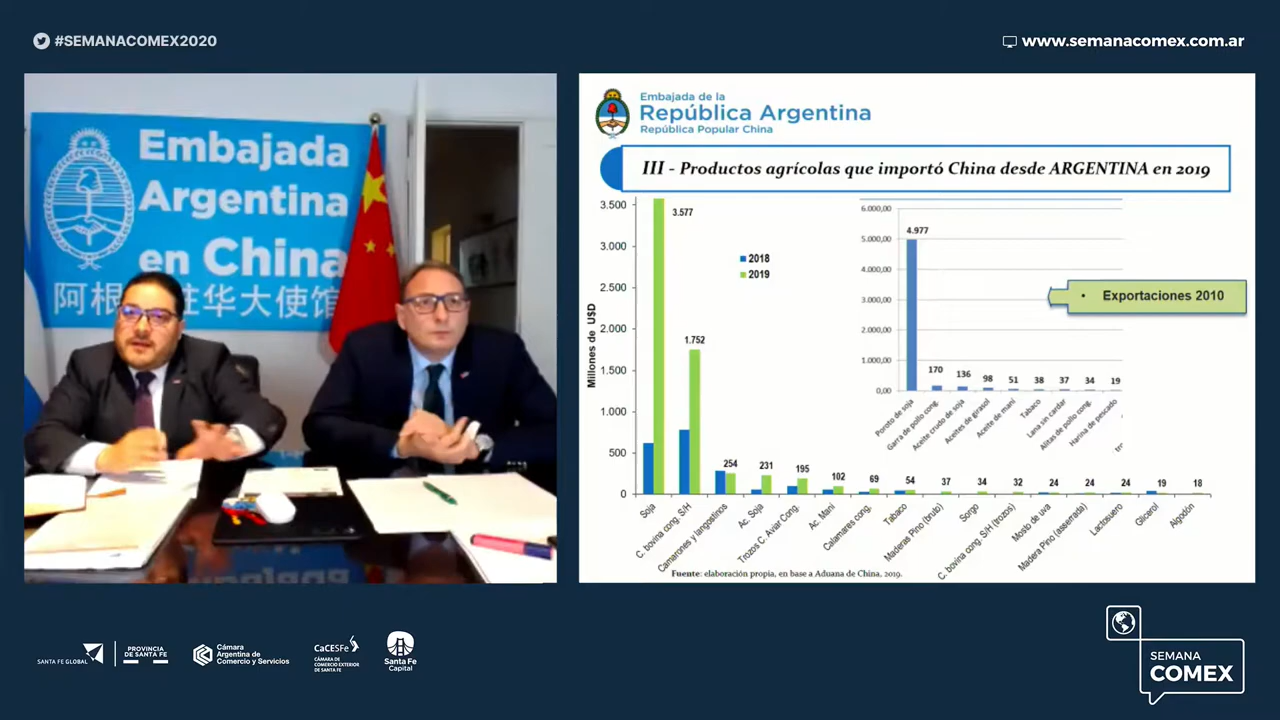 #SEMANACOMEX2020
www.semanacomex.com.ar
Embajada
Argentina
en China
阿根 驻华大使馆
Embajada de la
República Argentina
República Popular China
III - Productos agrícolas que importó China desde ARGENTINA en 2019
Millones de U$D
3.500
3.000
2.500
2.000
1.500
1.000
500
0
3.577
1.752
254
231
195
102
69
54
37
34
32
24
24
24
19
18
2018
2019
Soja
C. bovina cong. S/H
Camarones y langostinos
Ac. Soja
Trozos C. Aviar Cong.
Ac. Maní
Calamares cong.
Tabaco
Maderas Pino (bruto)
Sorgo
C. bovina cong. S/H (trozos)
Mosto de uva
Madera Pino (aserrada)
Lactosuero
Glicerol
Algodón
6.000,00
5.000,00
4.000,00
3.000,00
2.000,00
1.000,00
0,00
4.977
170
136
98
51
38
37
34
19
Poroto de soja
Garra de pollo cong.
Aceite crudo de soja
Aceites de girasol
Aceite de mani
Tabaco
Lana sin cardar
Alitas de pollo cong.
Harina de pescado
• Exportaciones 2010
Fuente: elaboración propia, en base a Aduana de China, 2019.
SANTA FE GLOBAL
PROVINCIA
DE SANTA FE
Cámara
Argentina de
Comercio y Servicios
CaCESFe
CÁMARA DE
COMERCIO EXTERIOR
DE SANTA FE
Santa Fe
Capital
SEMANA
COMEX